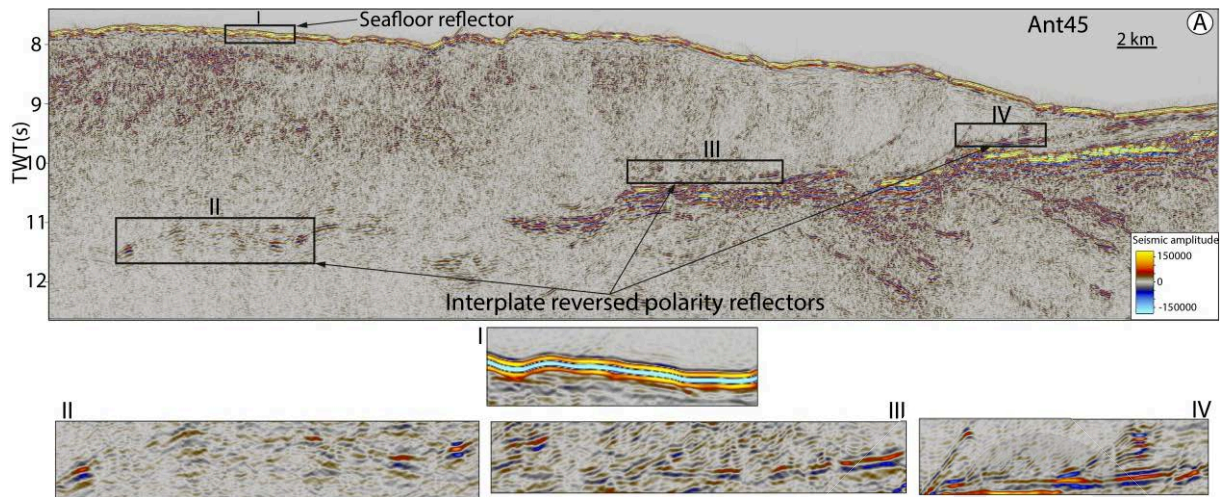 I
Seafloor reflector
Ant45
A
2 km
8
9
10
11
12
TWT(s)
IV
III
II
Seismic amplitude
150000
0
-150000
Interplate reversed polarity reflectors
I
II
III
IV